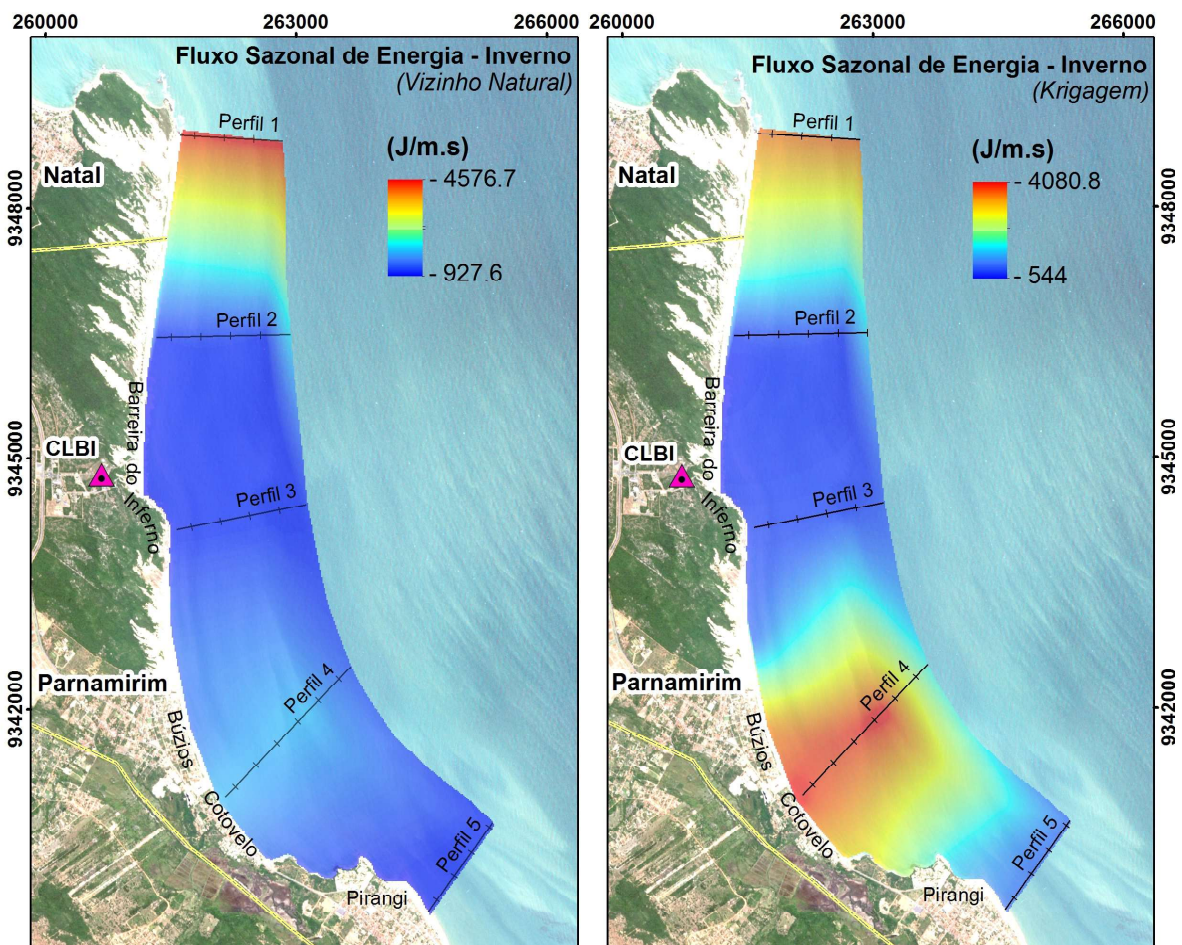 260000
263000
266000
Fluxo Sazonal de Energia - Inverno
(Vizinho Natural)
Perfil 1
(J/m.s)
- 4576.7
- 927.6
Natal
9348000
Perfil 2
Barreira do
Inferno
CLBI
9345000
Perfil 3
Parnamirim
9342000
Perfil 4
Búzios
Cotovelo
Perfil 5
Pirangi
260000
263000
266000
Fluxo Sazonal de Energia - Inverno
(Krigagem)
Perfil 1
(J/m.s)
- 4080.8
- 544
Natal
9348000
Perfil 2
Barreira do
Inferno
CLBI
9345000
Perfil 3
Parnamirim
9342000
Perfil 4
Búzios
Cotovelo
Perfil 5
Pirangi